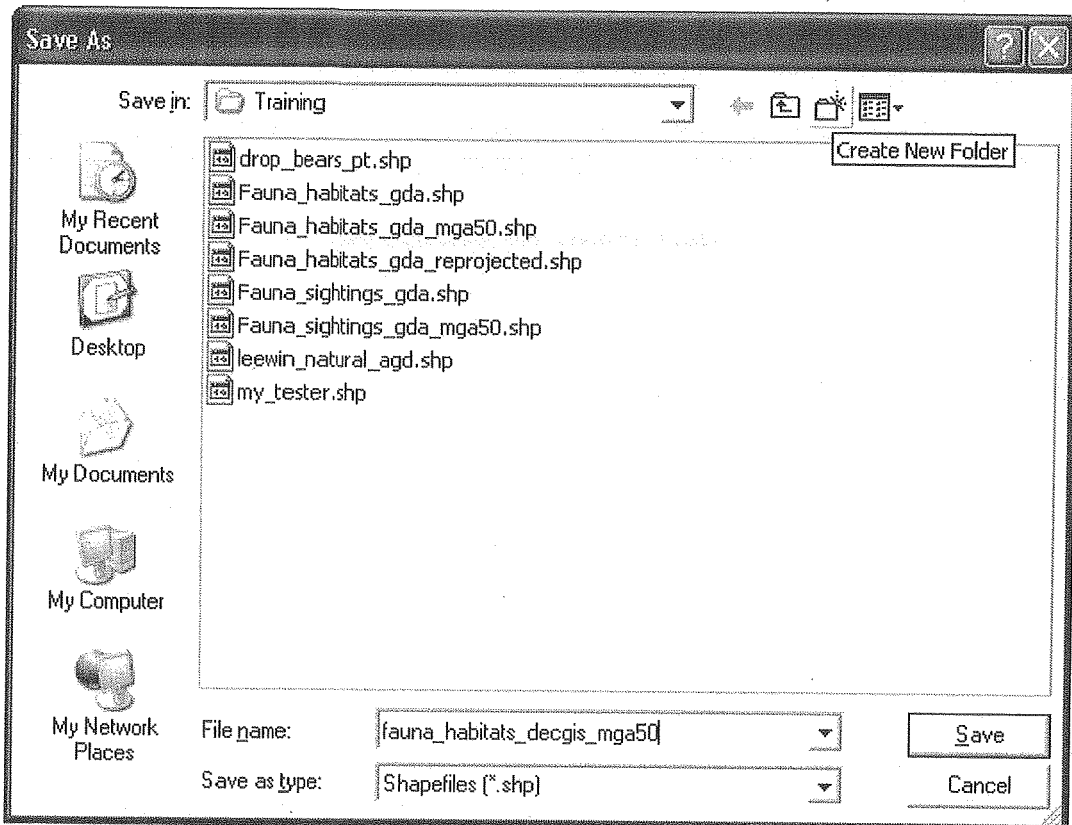 Save As
Save in: Training
Create New Folder
drop_bears_pt.shp
Fauna_habitats_gda.shp
Fauna_habitats_gda_mga50.shp
Fauna_habitats_gda_reprojected.shp
Fauna_sightings_gda.shp
Fauna_sightings_gda_mga50.shp
leewin_natural_agd.shp
my_tester.shp
My Recent
Documents
Desktop
My Documents
My Computer
My Network
Places
File name: fauna_habitats_decgis_mga50
Save
Save as type: Shapefiles (*.shp)
Cancel